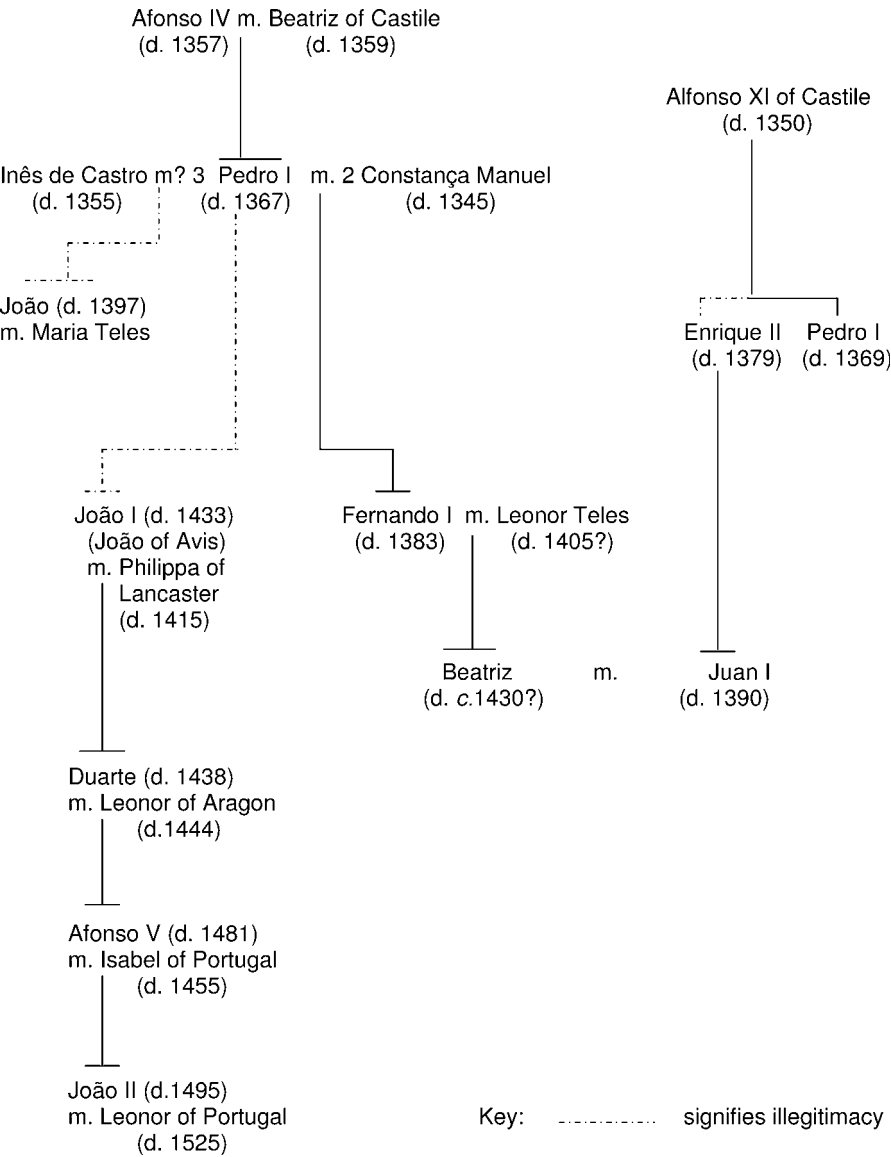 Afonso IV m. Beatriz of Castile
(d. 1357) (d. 1359)
Alfonso XI of Castile
(d. 1350)
Inês de Castro m? 3 Pedro I m. 2 Constança Manuel
(d. 1355) (d. 1367) (d. 1345)
João (d. 1397)
m. Maria Teles
Enrique II Pedro I
(d. 1379) (d. 1369)
João I (d. 1433)
(João of Avis)
m. Philippa of
Lancaster
(d. 1415)
Fernando I m. Leonor Teles
(d. 1383) (d. 1405?)
Beatriz m. Juan I
(d. c.1430?) (d. 1390)
Duarte (d. 1438)
m. Leonor of Aragon
(d.1444)
Afonso V (d. 1481)
m. Isabel of Portugal
(d. 1455)
João II (d.1495)
m. Leonor of Portugal
(d. 1525)
Key: signifies illegitimacy